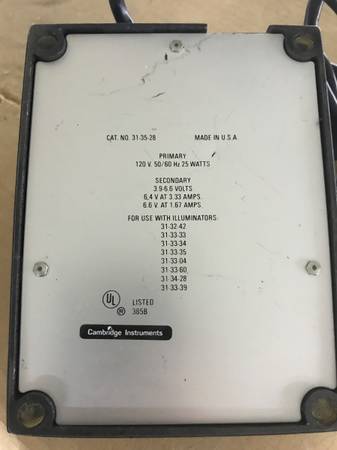 CAT. NO. 31-35-28 MADE IN U.S.A
PRIMARY
120 V. 50/60 Hz 25 WATTS
SECONDARY
3.9-6.6 VOLTS
6.4 V AT 3.33 AMPS
6.6 V. AT 1.67 AMPS.
FOR USE WITH ILLUMINATORS:
31-32-42
31-33-33
31-33-34
31-33-35
31-33-04
31-33-60
31-34-28
31-33-39
UL ® LISTED
365B
Cambridge Instruments